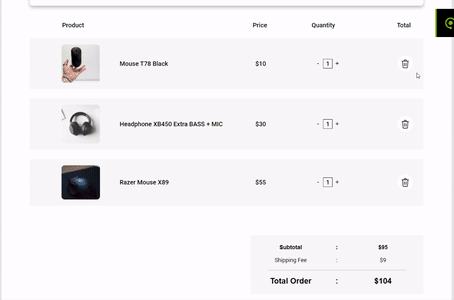 Product Price Quantity Total
Mouse T78 Black $10 - 1 +
Headphone XB450 Extra BASS + MIC $30 - 1 +
Razer Mouse X89 $55 - 1 +
Subtotal : $95
Shipping Fee : $9
Total Order : $104